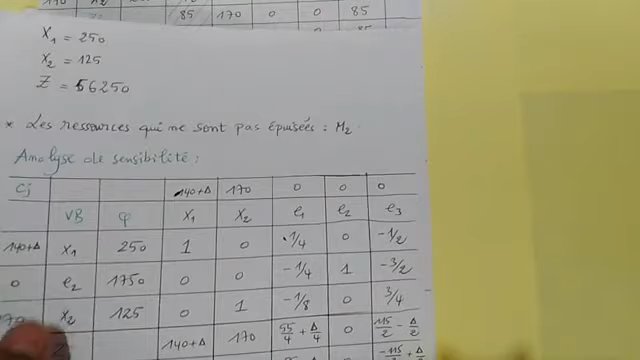 85 170 0 0 85
X₁ = 250
X₂ = 125
Z = 56250
* Les ressources qui ne sont pas épuisées : M₂
Analyse de sensibilité :
Cj 140+Δ 170 0 0 0
VB φ X₁ X₂ e₁ e₂ e₃
140+Δ X₁ 250 1 0 1/4 0 -1/2
0 e₂ 1750 0 0 -1/4 1 -3/2
X₂ 125 0 1 -1/8 0 3/4
140+Δ 170 55/4 + Δ/4 0 115/2 - Δ/2
-115/2 + Δ/2